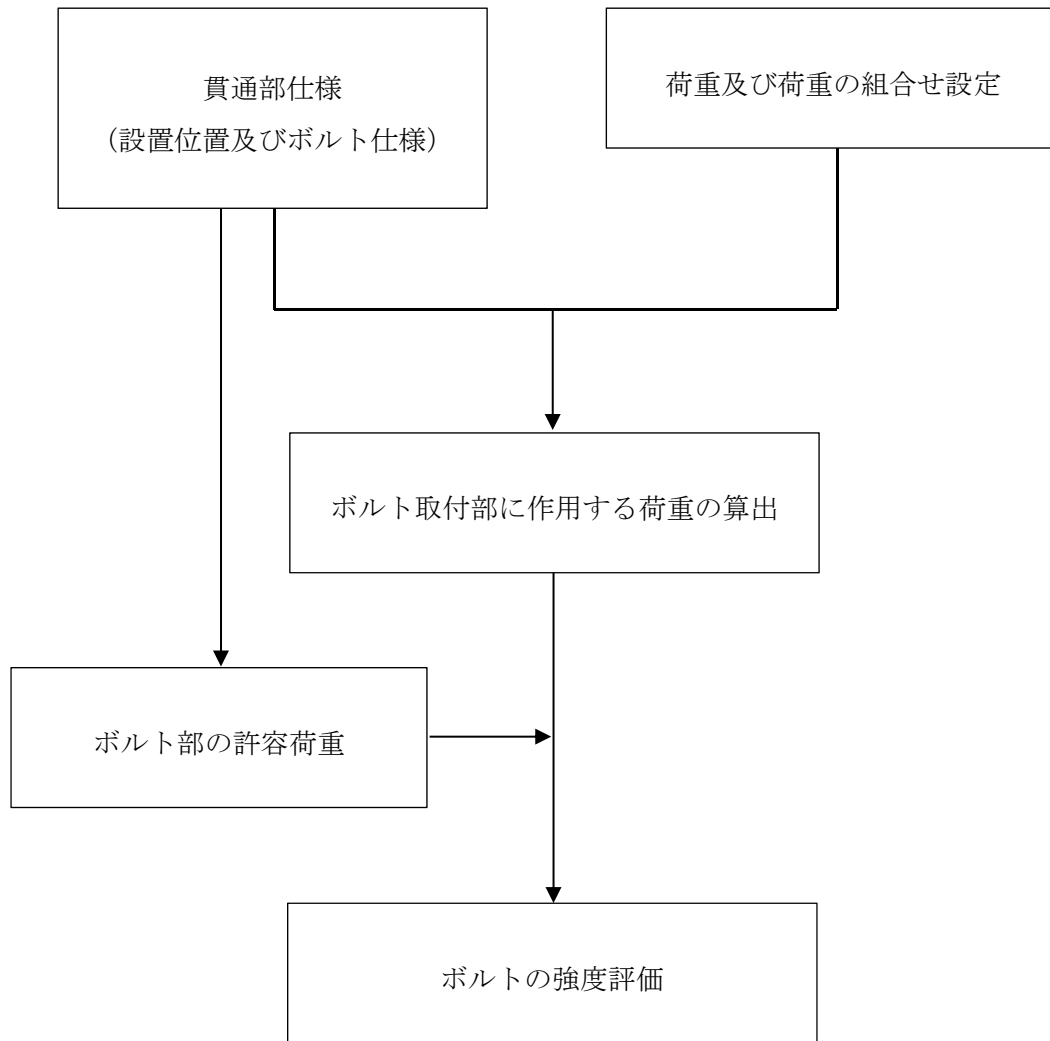 貫通部仕様
（設置位置及びボルト仕様）
荷重及び荷重の組合せ設定
ボルト取付部に作用する荷重の算出
ボルト部の許容荷重
ボルトの強度評価